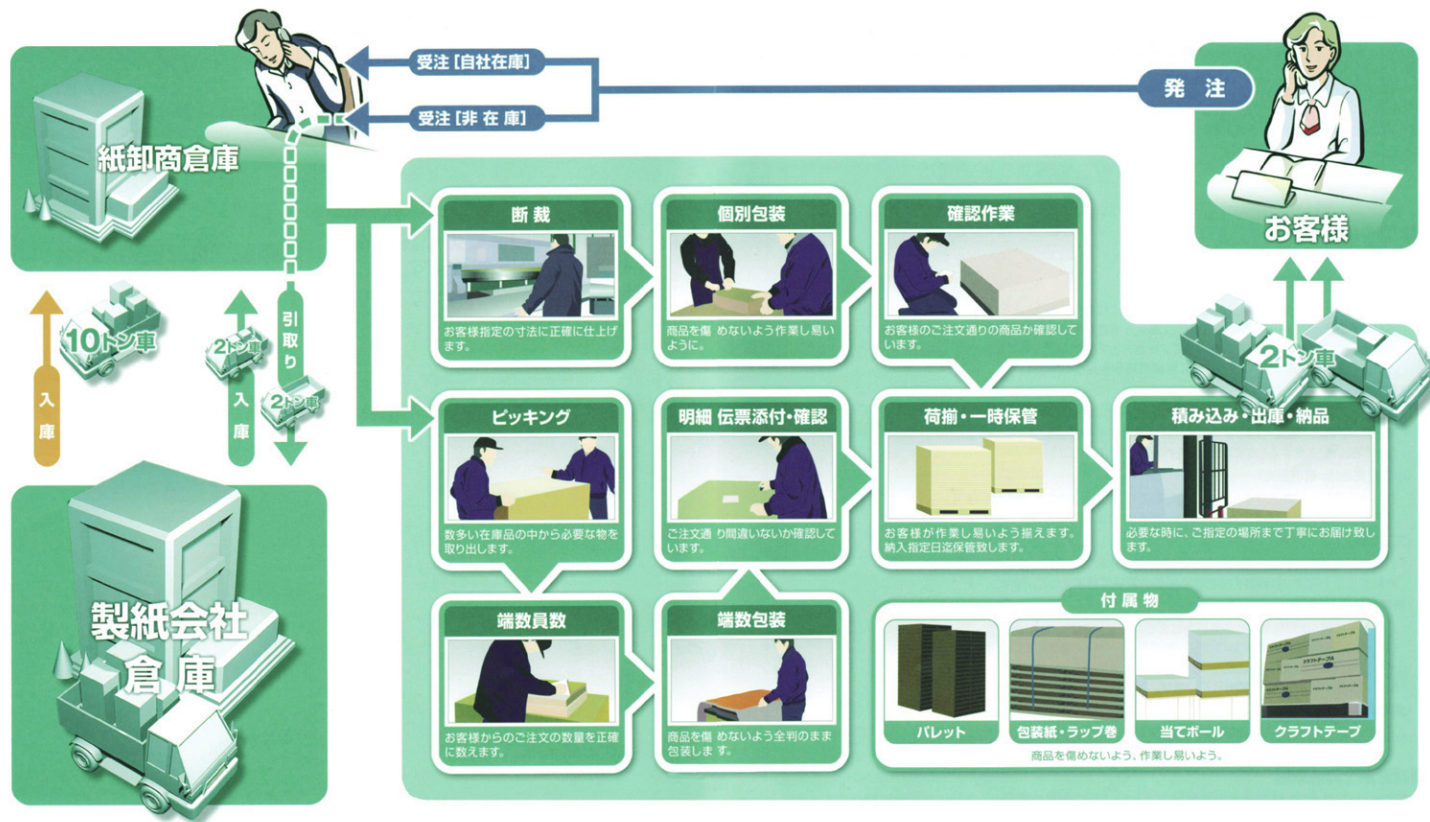 受注[自社在庫]
発注
受注[非在庫]
紙卸商倉庫
お客様
断裁
お客様指定の寸法に正確に仕上げ
ます。
個別包装
商品を傷めないよう作業し易い
ように。
確認作業
お客様のご注文通りの商品か確認して
います。
10トン車
入庫
2トン車
入庫
引取り
2トン車
2トン車
ピッキング
数多い在庫品の中から必要な物を
取り出します。
明細 伝票添付・確認
ご注文通り間違いないか確認して
います。
荷揃・一時保管
お客様が作業し易いよう揃えます。
納入指定日迄保管致します。
積み込み・出庫・納品
必要な時に、ご指定の場所まで丁寧にお届け致し
ます。
製紙会社
倉庫
端数員数
お客様からのご注文の数量を正確
に数えます。
端数包装
商品を傷めないよう全判のまま
包装します。
付属物
パレット
包装紙・ラップ巻
当てボール
クラフトテープ
商品を傷めないよう、作業し易いよう。